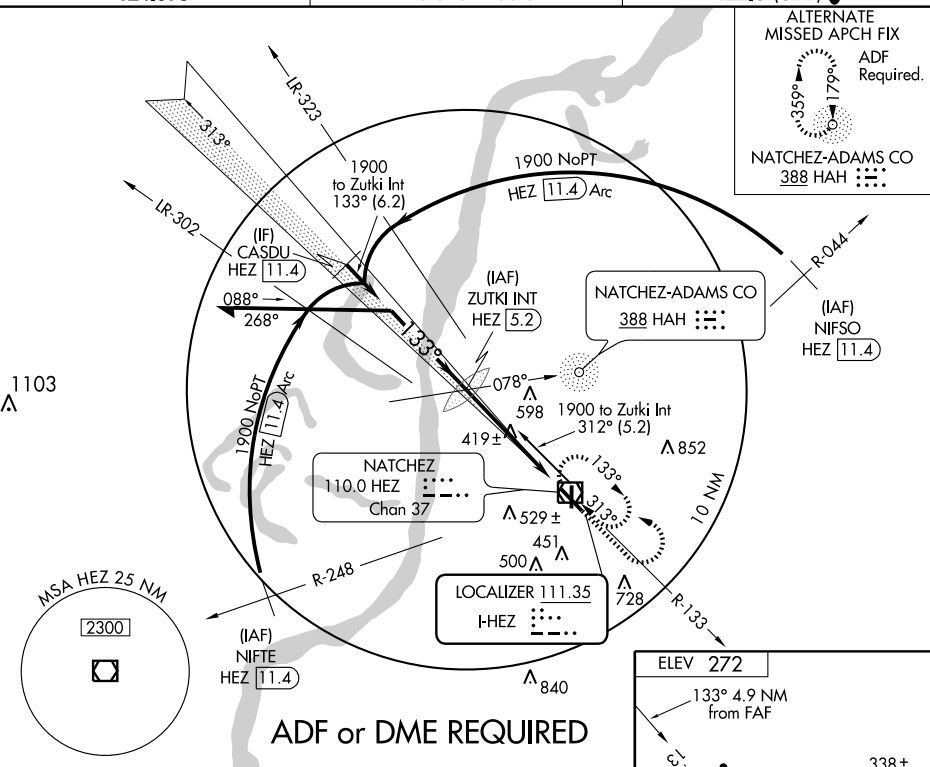 ALTERNATE
MISSED APCH FIX
ADF
Required.
359°
179°
NATCHEZ-ADAMS CO
388 HAH
LR-323
313°
1900
to Zutki Int
133° (6.2)
1900 NoPT
HEZ 11.4 Arc
LR-302
(IF)
CASDU
HEZ 11.4
R-044
(IAF)
ZUTKI INT
HEZ 5.2
NATCHEZ-ADAMS CO
388 HAH
(IAF)
NIFSO
HEZ 11.4
088°
268°
133°
1103
078°
598
1900 NoPT
HEZ 11.4 Arc
1900 to Zutki Int
312° (5.2)
419±
852
NATCHEZ
110.0 HEZ
Chan 37
133°
313°
10 NM
529 ±
451
500
R-248
728
R-133
LOCALIZER 111.35
I-HEZ
MSA HEZ 25 NM
2300
(IAF)
NIFTE
HEZ 11.4
840
ADF or DME REQUIRED
ELEV 272
133° 4.9 NM
from FAF
338±